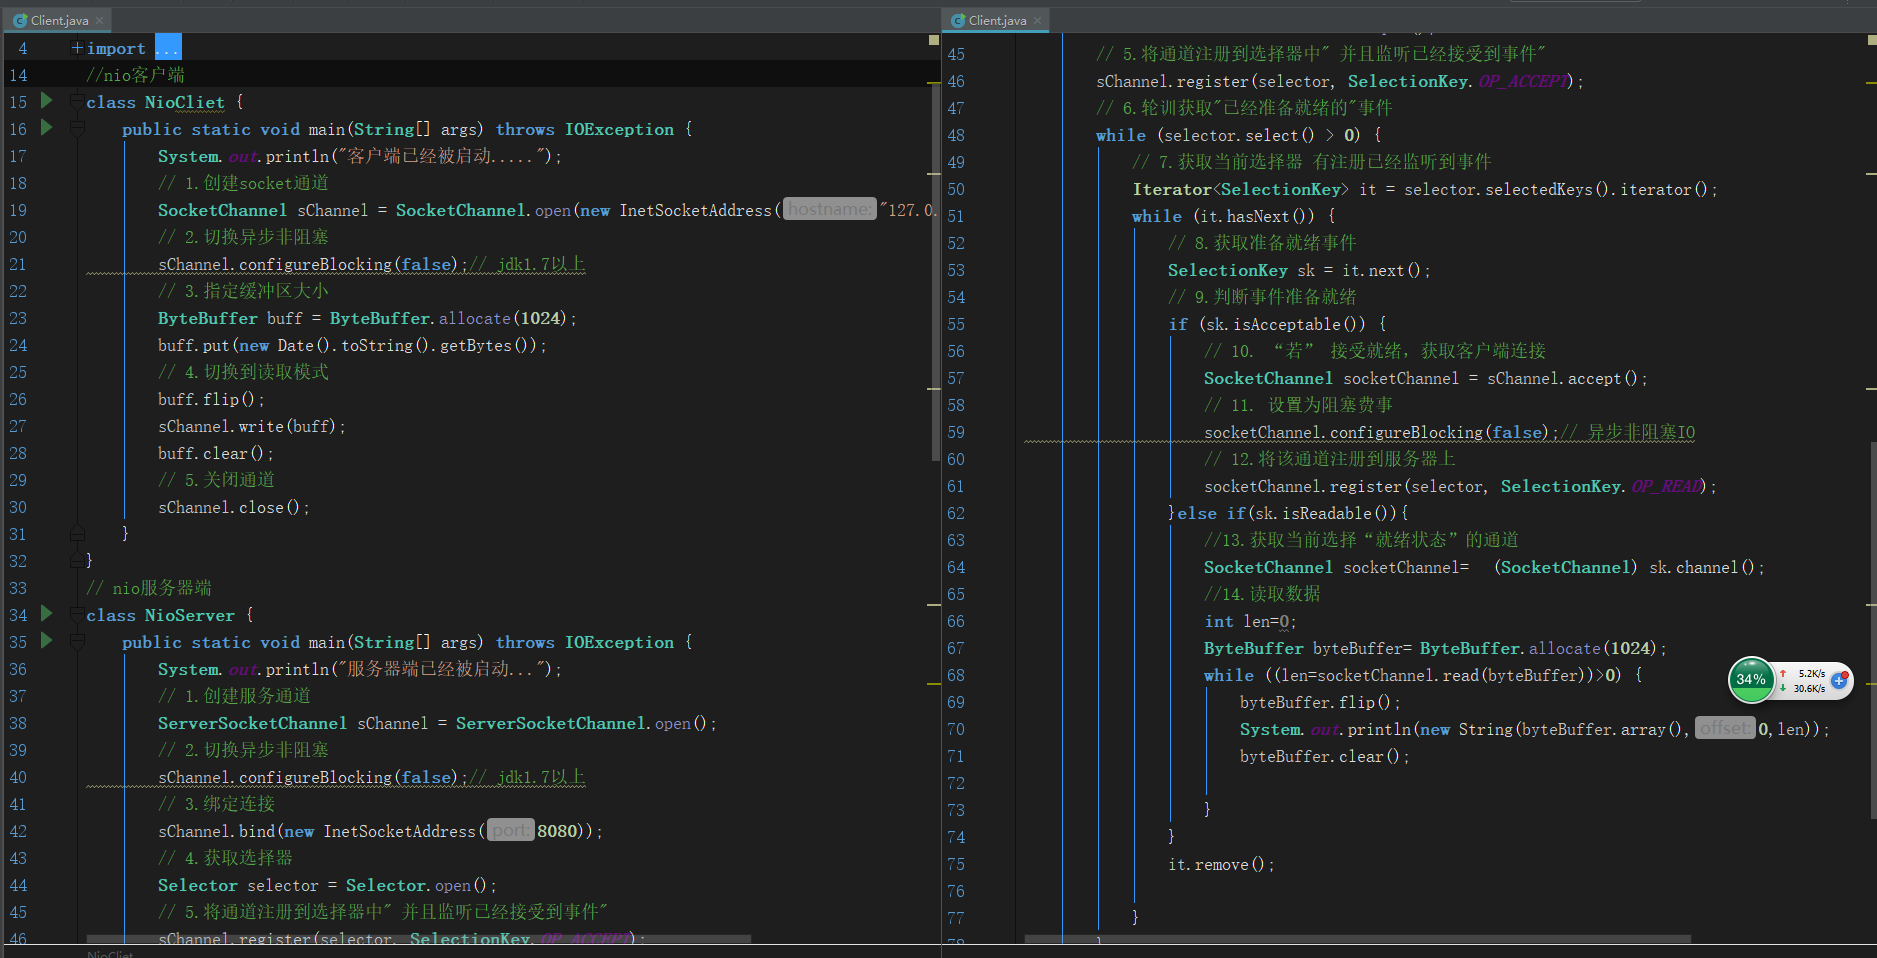 Client.java
4 import ...
14 //nio客户端
15 class NioCliet {
16 public static void main(String[] args) throws IOException {
17 System.out.println("客户端已经被启动.....");
18 // 1.创建socket通道
19 SocketChannel sChannel = SocketChannel.open(new InetSocketAddress( hostname: "127.0.
20 // 2.切换异步非阻塞
21 sChannel.configureBlocking(false);// jdk1.7以上
22 // 3.指定缓冲区大小
23 ByteBuffer buff = ByteBuffer.allocate(1024);
24 buff.put(new Date().toString().getBytes());
25 // 4.切换到读取模式
26 buff.flip();
27 sChannel.write(buff);
28 buff.clear();
29 // 5.关闭通道
30 sChannel.close();
31 }
32 }
33 // nio服务器端
34 class NioServer {
35 public static void main(String[] args) throws IOException {
36 System.out.println("服务器端已经被启动...");
37 // 1.创建服务通道
38 ServerSocketChannel sChannel = ServerSocketChannel.open();
39 // 2.切换异步非阻塞
40 sChannel.configureBlocking(false);// jdk1.7以上
41 // 3.绑定连接
42 sChannel.bind(new InetSocketAddress( port: 8080));
43 // 4.获取选择器
44 Selector selector = Selector.open();
45 // 5.将通道注册到选择器中" 并且监听已经接受到事件"
46 sChannel.register(selector, SelectionKey.OP_ACCEPT);
NioCliet
Client.java
45 // 5.将通道注册到选择器中" 并且监听已经接受到事件"
46 sChannel.register(selector, SelectionKey.OP_ACCEPT);
47 // 6.轮训获取"已经准备就绪的"事件
48 while (selector.select() > 0) {
49 // 7.获取当前选择器 有注册已经监听到事件
50 Iterator<SelectionKey> it = selector.selectedKeys().iterator();
51 while (it.hasNext()) {
52 // 8.获取准备就绪事件
53 SelectionKey sk = it.next();
54 // 9.判断事件准备就绪
55 if (sk.isAcceptable()) {
56 // 10. “若” 接受就绪，获取客户端连接
57 SocketChannel socketChannel = sChannel.accept();
58 // 11. 设置为阻塞费事
59 socketChannel.configureBlocking(false);// 异步非阻塞IO
60 // 12.将该通道注册到服务器上
61 socketChannel.register(selector, SelectionKey.OP_READ);
62 }else if(sk.isReadable()){
63 //13.获取当前选择“就绪状态”的通道
64 SocketChannel socketChannel= (SocketChannel) sk.channel();
65 //14.读取数据
66 int len=0;
67 ByteBuffer byteBuffer= ByteBuffer.allocate(1024);
68 while ((len=socketChannel.read(byteBuffer))>0) {
69 byteBuffer.flip();
70 System.out.println(new String(byteBuffer.array(), offset: 0,len));
71 byteBuffer.clear();
72
73 }
74 }
75 it.remove();
76
77 }
78 }
34%
5.2K/s
30.6K/s